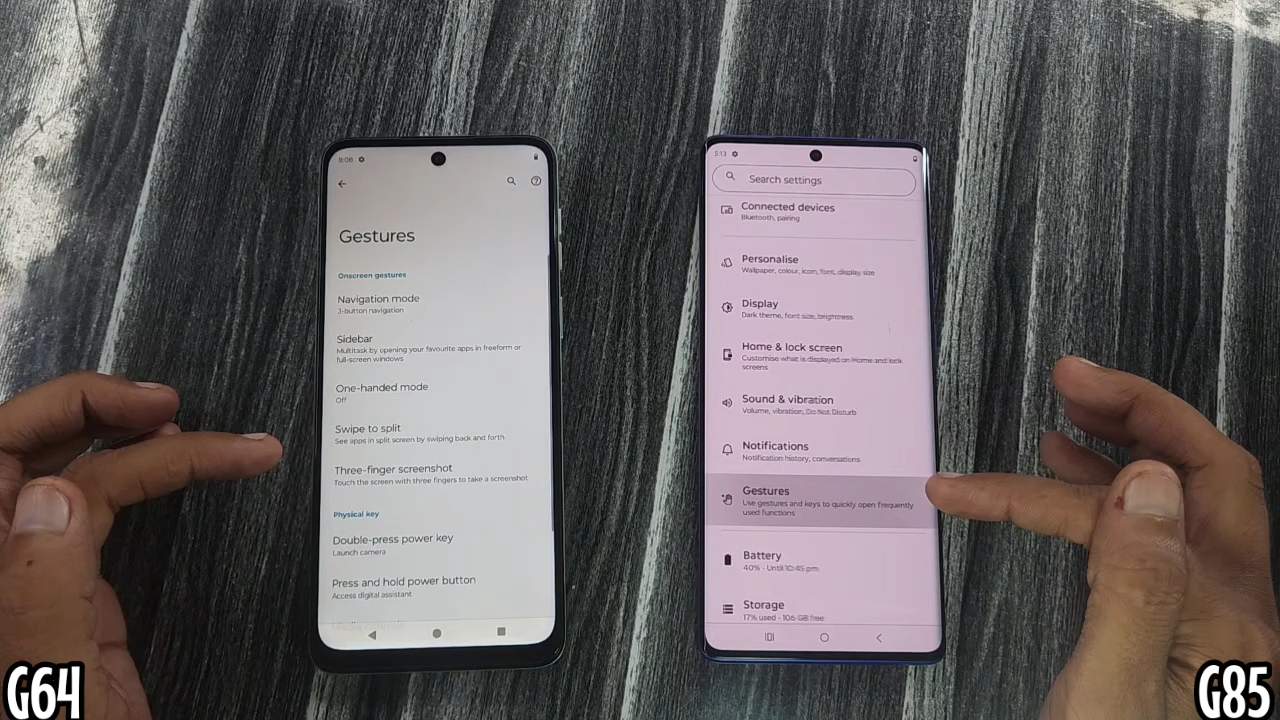 8:08
Gestures
Onscreen gestures
Navigation mode
3-button navigation
Sidebar
Multitask by opening your favourite apps in freeform or
full-screen windows
One-handed mode
Off
Swipe to split
See apps in split screen by swiping back and forth
Three-finger screenshot
Touch the screen with three fingers to take a screenshot
Physical key
Double-press power key
Launch camera
Press and hold power button
Access digital assistant
5:13
Search settings
Connected devices
Bluetooth, pairing
Personalise
Wallpaper, colour, icon, font, display size
Display
Dark theme, font size, brightness
Home & lock screen
Customise what is displayed on Home and lock
screens
Sound & vibration
Volume, vibration, Do Not Disturb
Notifications
Notification history, conversations
Gestures
Use gestures and keys to quickly open frequently
used functions
Battery
40% - Until 10:45 pm
Storage
17% used - 106 GB free
G64
G85